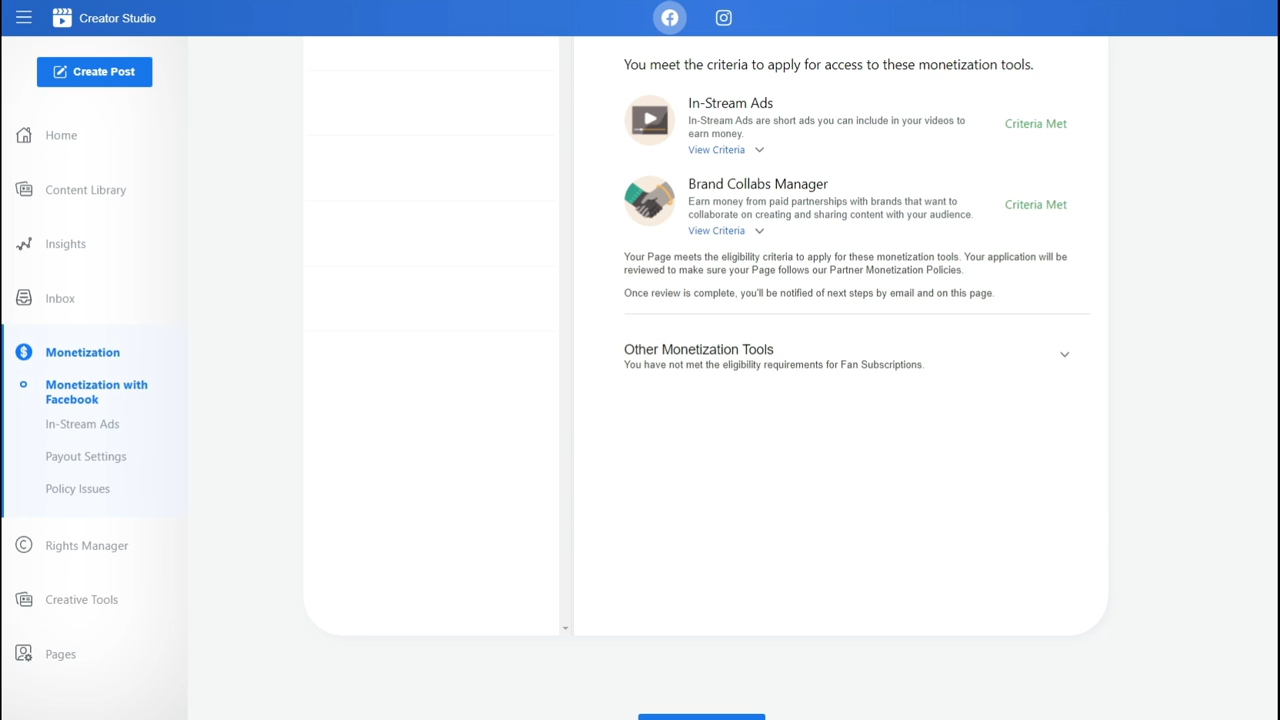 Creator Studio
Create Post
Home
Content Library
Insights
Inbox
Monetization
Monetization with
Facebook
In-Stream Ads
Payout Settings
Policy Issues
Rights Manager
Creative Tools
Pages
You meet the criteria to apply for access to these monetization tools.
In-Stream Ads
In-Stream Ads are short ads you can include in your videos to
earn money.
View Criteria
Criteria Met
Brand Collabs Manager
Earn money from paid partnerships with brands that want to
collaborate on creating and sharing content with your audience.
View Criteria
Criteria Met
Your Page meets the eligibility criteria to apply for these monetization tools. Your application will be
reviewed to make sure your Page follows our Partner Monetization Policies.
Once review is complete, you'll be notified of next steps by email and on this page.
Other Monetization Tools
You have not met the eligibility requirements for Fan Subscriptions.